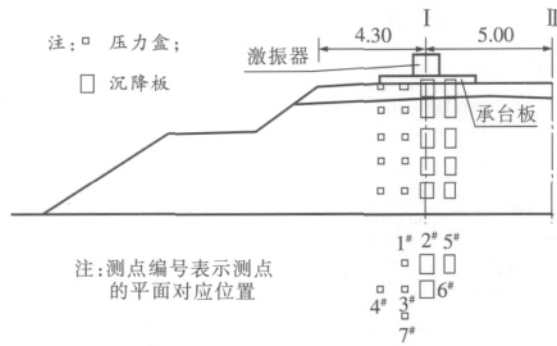 Ⅰ Ⅱ
注: 压力盒;
沉降板
4.30 5.00
激振器
承台板
1# 2# 5#
4# 3# 6#
7#
注:测点编号表示测点
的平面对应位置